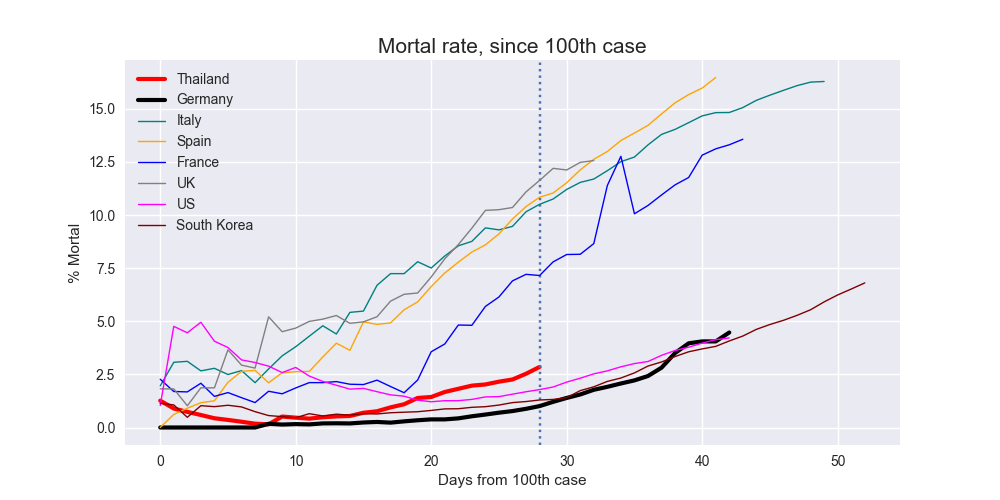 Mortal rate, since 100th case
Thailand
Germany
Italy
Spain
France
UK
US
South Korea
% Mortal
15.0
12.5
10.0
7.5
5.0
2.5
0.0
0 10 20 30 40 50
Days from 100th case